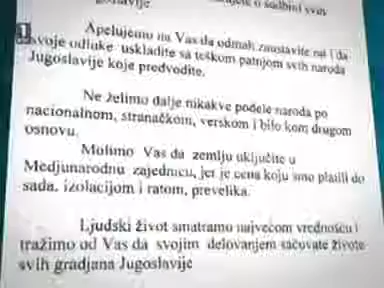 o sudbini svih
Apelujemo na Vas da odmah zaustavite rat i da
svoje odluke uskladite sa teškom patnjom svih naroda
Jugoslavije koje predvodite.
Ne želimo dalje nikakve podele naroda po
nacionalnom, stranačkom, verskom i bilo kom drugom
osnovu.
Molimo Vas da zemlju uključite u
Medjunarodnu zajednicu, jer je cena koju smo platili do
sada, izolacijom i ratom, prevelika.
Ljudski život smatramo najvećom vrednošću i
tražimo od Vas da svojim delovanjem sačuvate živote
svih gradjana Jugoslavije